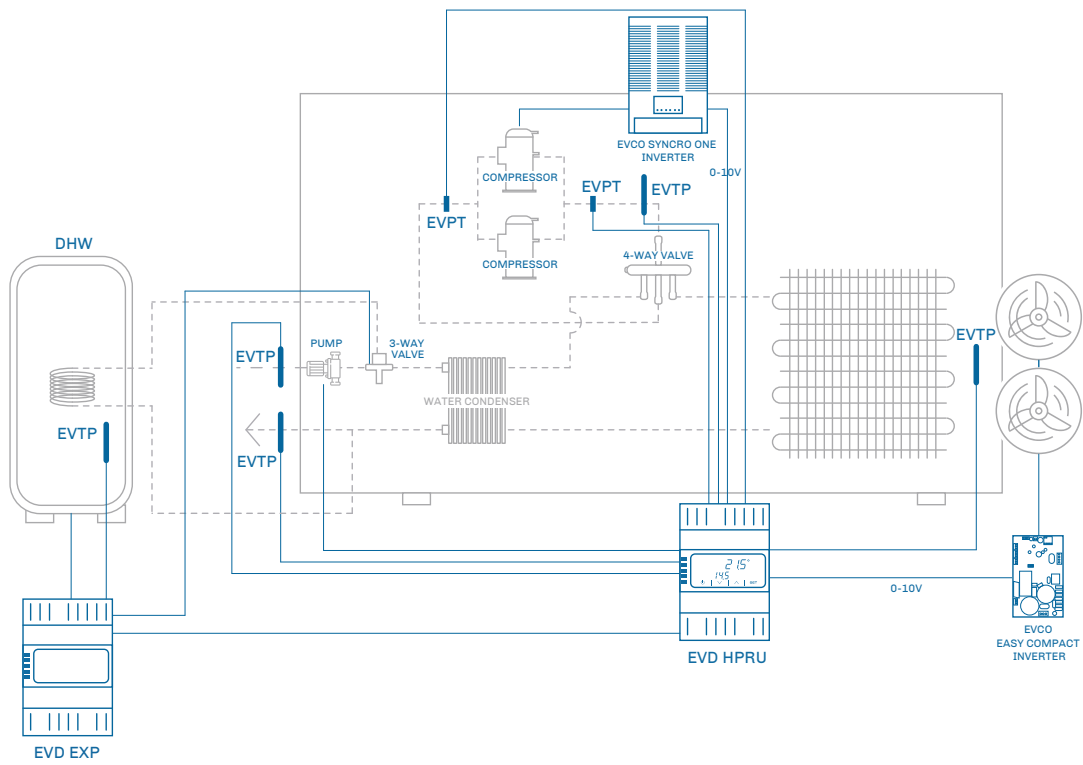 EVCO SYNCRO ONE
INVERTER
0-10V
COMPRESSOR
EVPT
EVTP
EVPT
COMPRESSOR
4-WAY VALVE
DHW
PUMP
3-WAY
VALVE
EVTP
EVTP
WATER CONDENSER
EVTP
EVTP
21.5°
14.5
SET
0-10V
EVCO
EASY COMPACT
INVERTER
EVD HPRU
EVD EXP